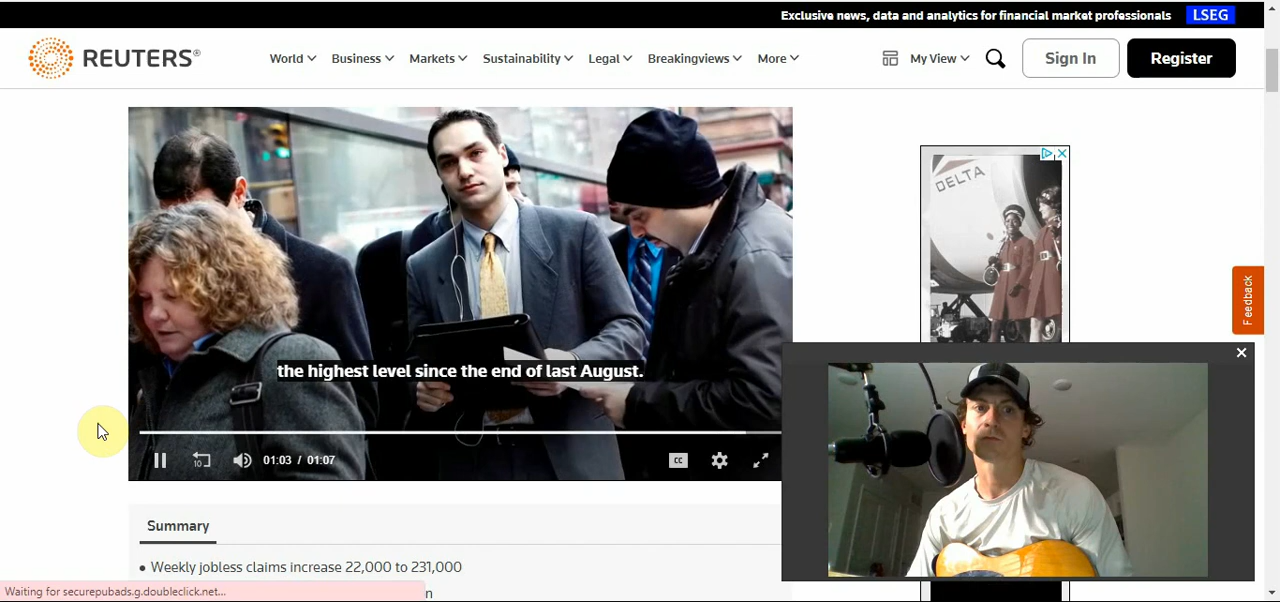 Exclusive news, data and analytics for financial market professionals LSEG
REUTERS®
World Business Markets Sustainability Legal Breakingviews More My View Sign In Register
DELTA
Feedback
the highest level since the end of last August.
10 01:03 / 01:07 CC
Summary
• Weekly jobless claims increase 22,000 to 231,000
Waiting for securepubads.g.doubleclick.net... n